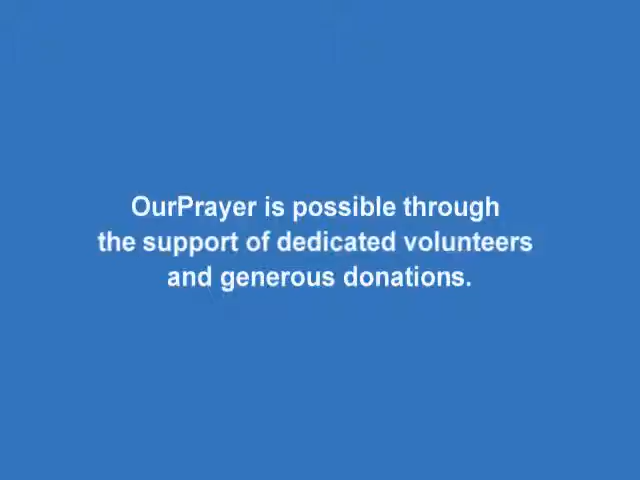 OurPrayer is possible through
the support of dedicated volunteers
and generous donations.